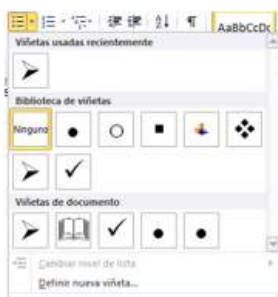 AaBbCcDc
Viñetas usadas recientemente
Biblioteca de viñetas
Ninguno
Viñetas de documento
Cambiar nivel de lista
Definir nueva viñeta...